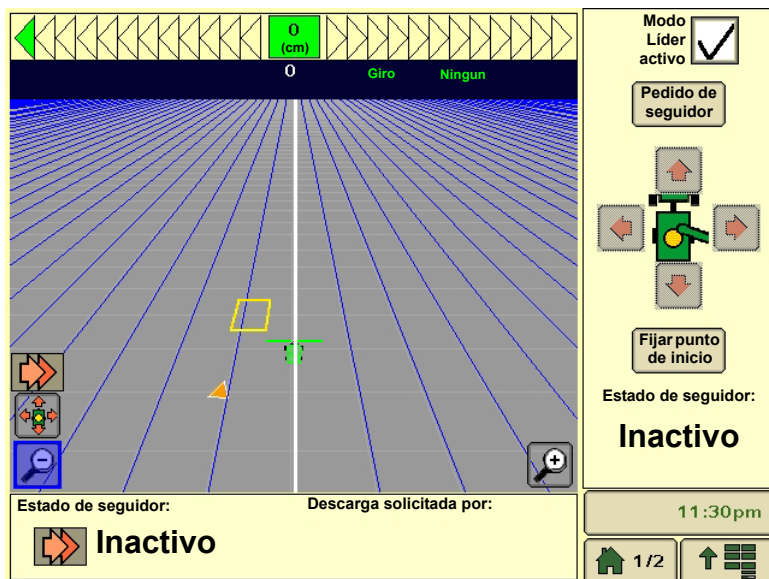 0
(cm)
0
Giro
Ningun
Modo
Líder
activo
Pedido de
seguidor
Fijar punto
de inicio
Estado de seguidor:
Inactivo
Estado de seguidor:
Descarga solicitada por:
Inactivo
11:30pm
1/2